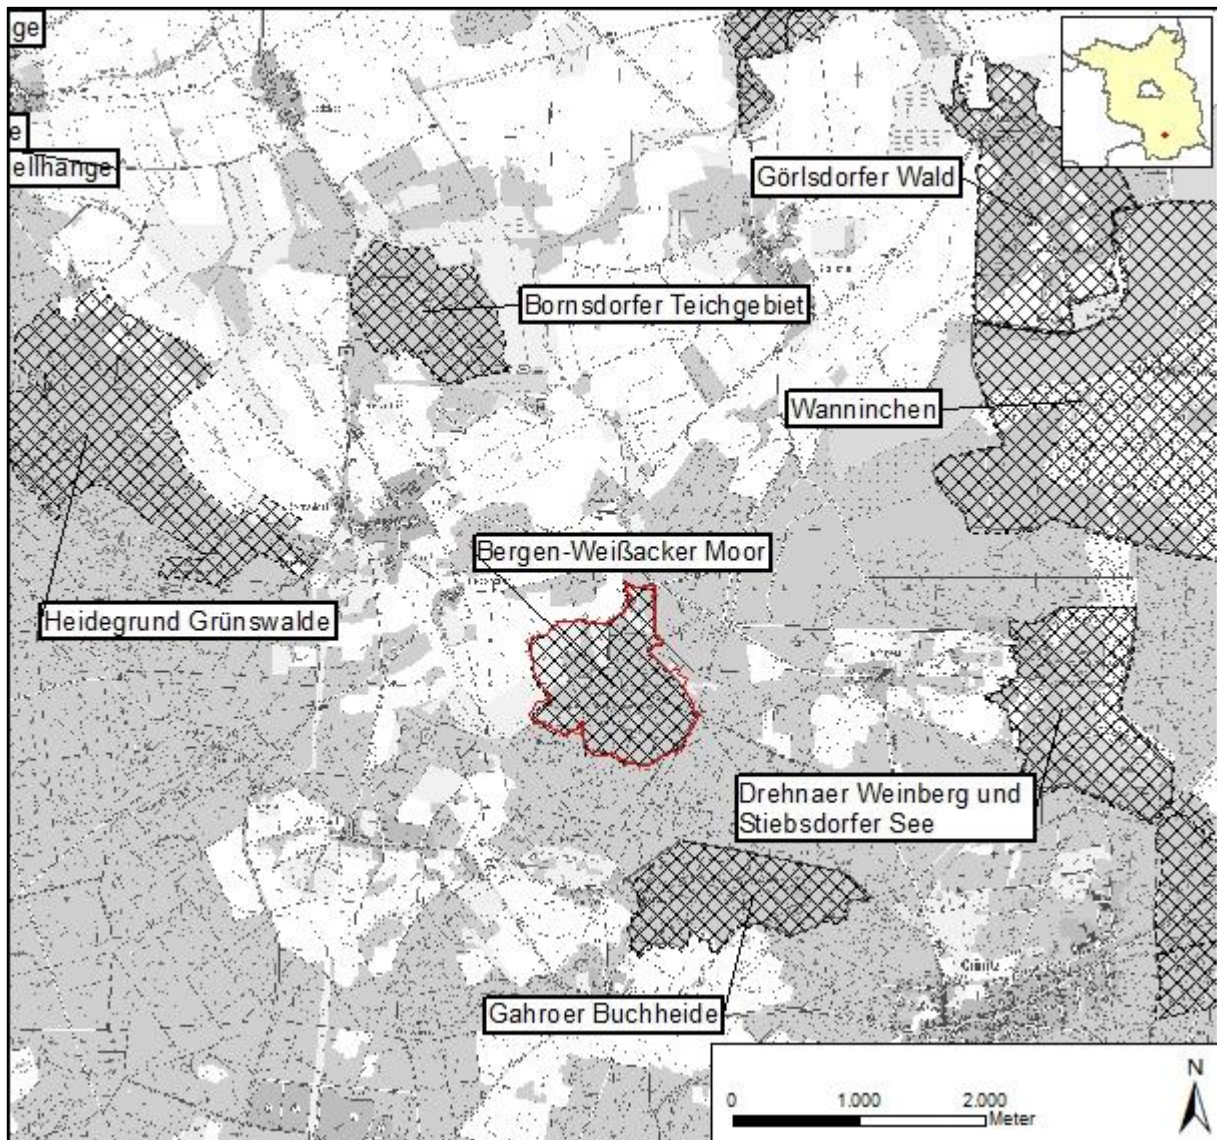 ge
e
ellhänge
Görlsdorfer Wald
Bornsdorfer Teichgebiet
Wanninchen
Bergen-Weißacker Moor
Heidegrund Grünswalde
Drehnaer Weinberg und
Stiebsdorfer See
Crinitz
Gahroer Buchheide
N
0 1.000 2.000
Meter